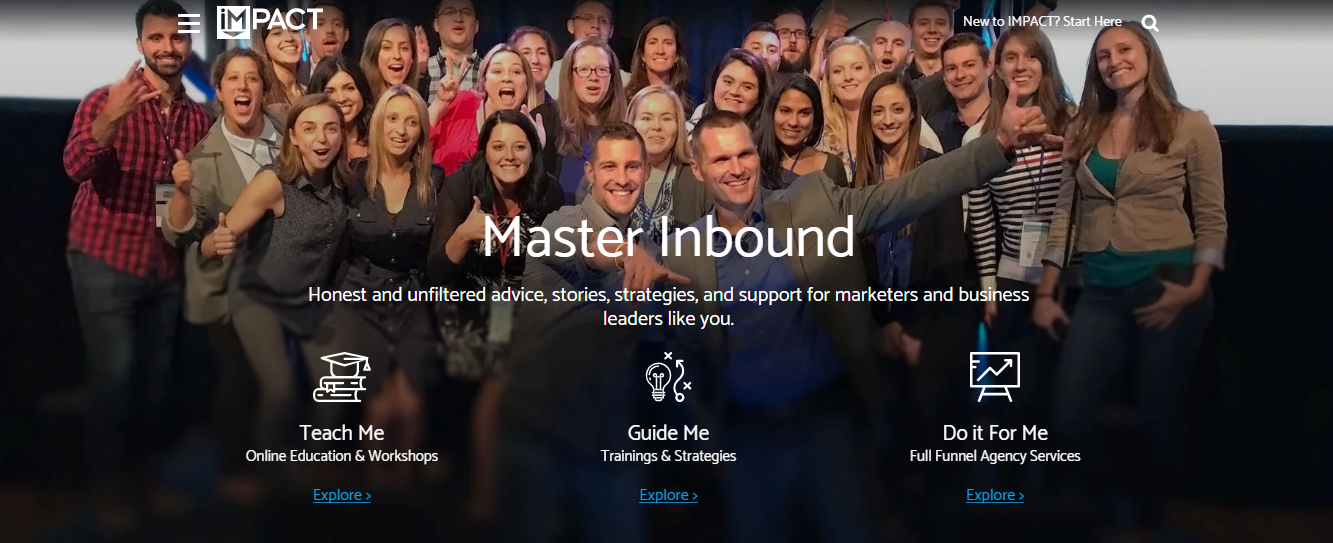 IMPACT
New to IMPACT? Start Here
Master Inbound
Honest and unfiltered advice, stories, strategies, and support for marketers and business
leaders like you.
Teach Me
Online Education & Workshops
Explore >
Guide Me
Trainings & Strategies
Explore >
Do it For Me
Full Funnel Agency Services
Explore >